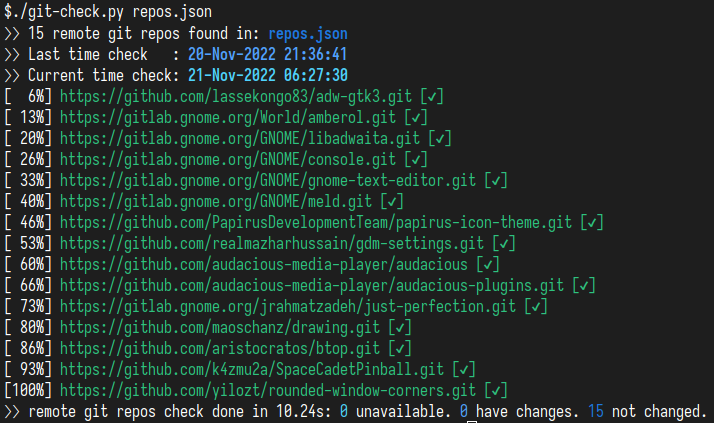 $./git-check.py repos.json
>> 15 remote git repos found in: repos.json
>> Last time check   : 20-Nov-2022 21:36:41
>> Current time check: 21-Nov-2022 06:27:30
[  6%] https://github.com/lassekongo83/adw-gtk3.git [✓]
[ 13%] https://gitlab.gnome.org/World/amberol.git [✓]
[ 20%] https://gitlab.gnome.org/GNOME/libadwaita.git [✓]
[ 26%] https://gitlab.gnome.org/GNOME/console.git [✓]
[ 33%] https://gitlab.gnome.org/GNOME/gnome-text-editor.git [✓]
[ 40%] https://gitlab.gnome.org/GNOME/meld.git [✓]
[ 46%] https://github.com/PapirusDevelopmentTeam/papirus-icon-theme.git [✓]
[ 53%] https://github.com/realmazharhussain/gdm-settings.git [✓]
[ 60%] https://github.com/audacious-media-player/audacious [✓]
[ 66%] https://github.com/audacious-media-player/audacious-plugins.git [✓]
[ 73%] https://gitlab.gnome.org/jrahmatzadeh/just-perfection.git [✓]
[ 80%] https://github.com/maoschanz/drawing.git [✓]
[ 86%] https://github.com/aristocratos/btop.git [✓]
[ 93%] https://github.com/k4zmu2a/SpaceCadetPinball.git [✓]
[100%] https://github.com/yilozt/rounded-window-corners.git [✓]
>> remote git repos check done in 10.24s: 0 unavailable. 0 have changes. 15 not changed.